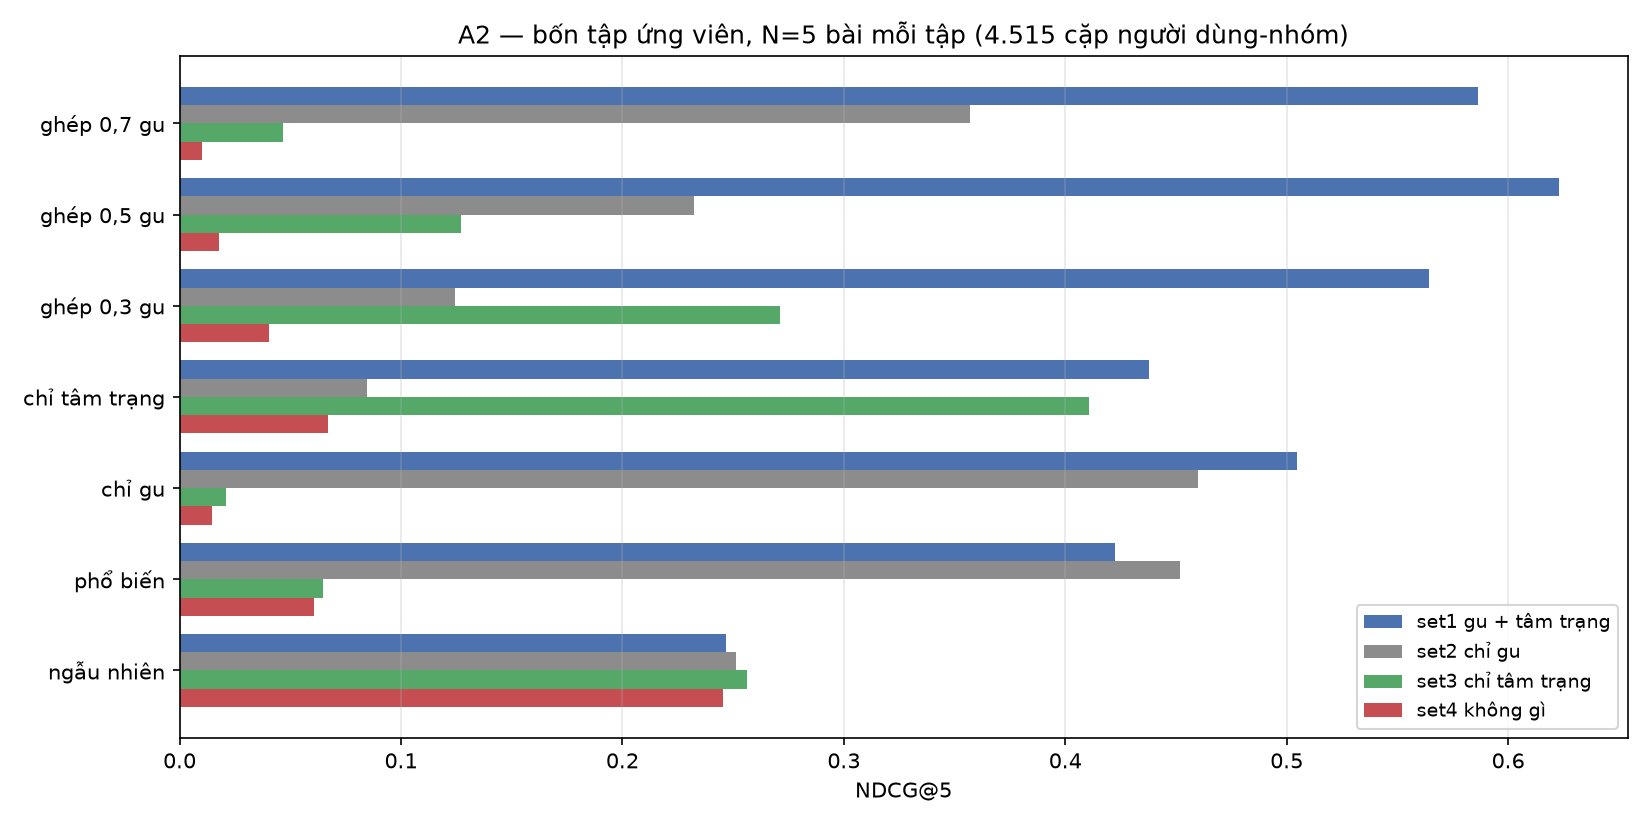 A2 — bốn tập ứng viên, N=5 bài mỗi tập (4.515 cặp người dùng-nhóm)
ghép 0,7 gu
ghép 0,5 gu
ghép 0,3 gu
chỉ tâm trạng
chỉ gu
phổ biến
ngẫu nhiên
set1 gu + tâm trạng
set2 chỉ gu
set3 chỉ tâm trạng
set4 không gì
0.0 0.1 0.2 0.3 0.4 0.5 0.6
NDCG@5